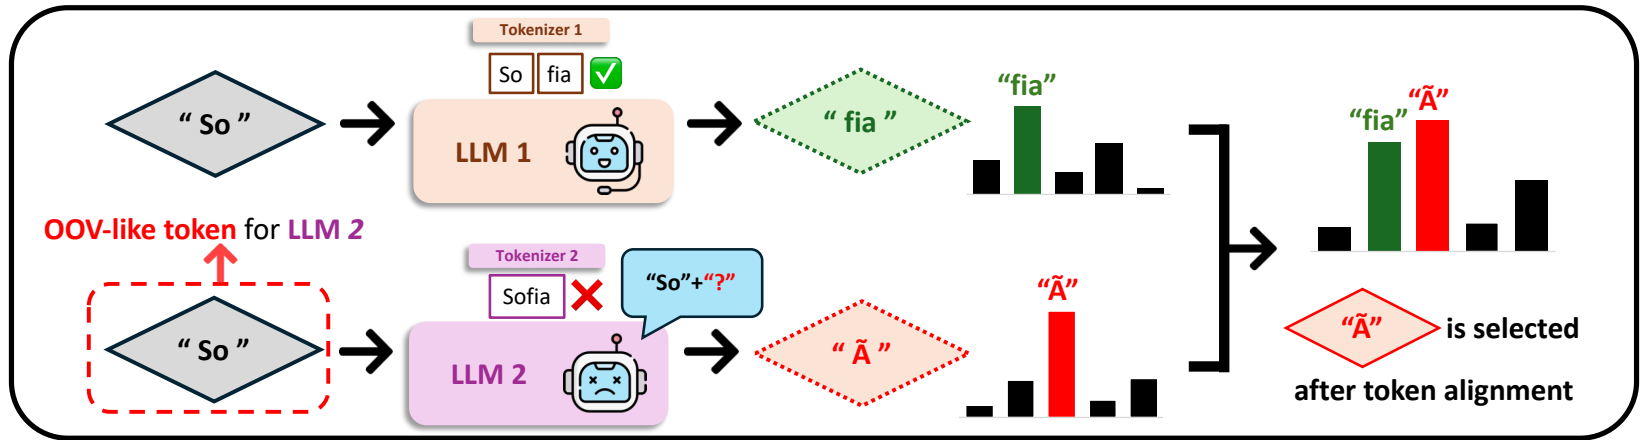 Tokenizer 1
So fia
“ So ”
LLM 1
“ fia ”
“fia”
“fia”
“Ô
OOV-like token for LLM 2
Tokenizer 2
Sofia
“So”+“?”
“ So ”
LLM 2
“ Ã ”
“Ô
“Ô is selected
after token alignment